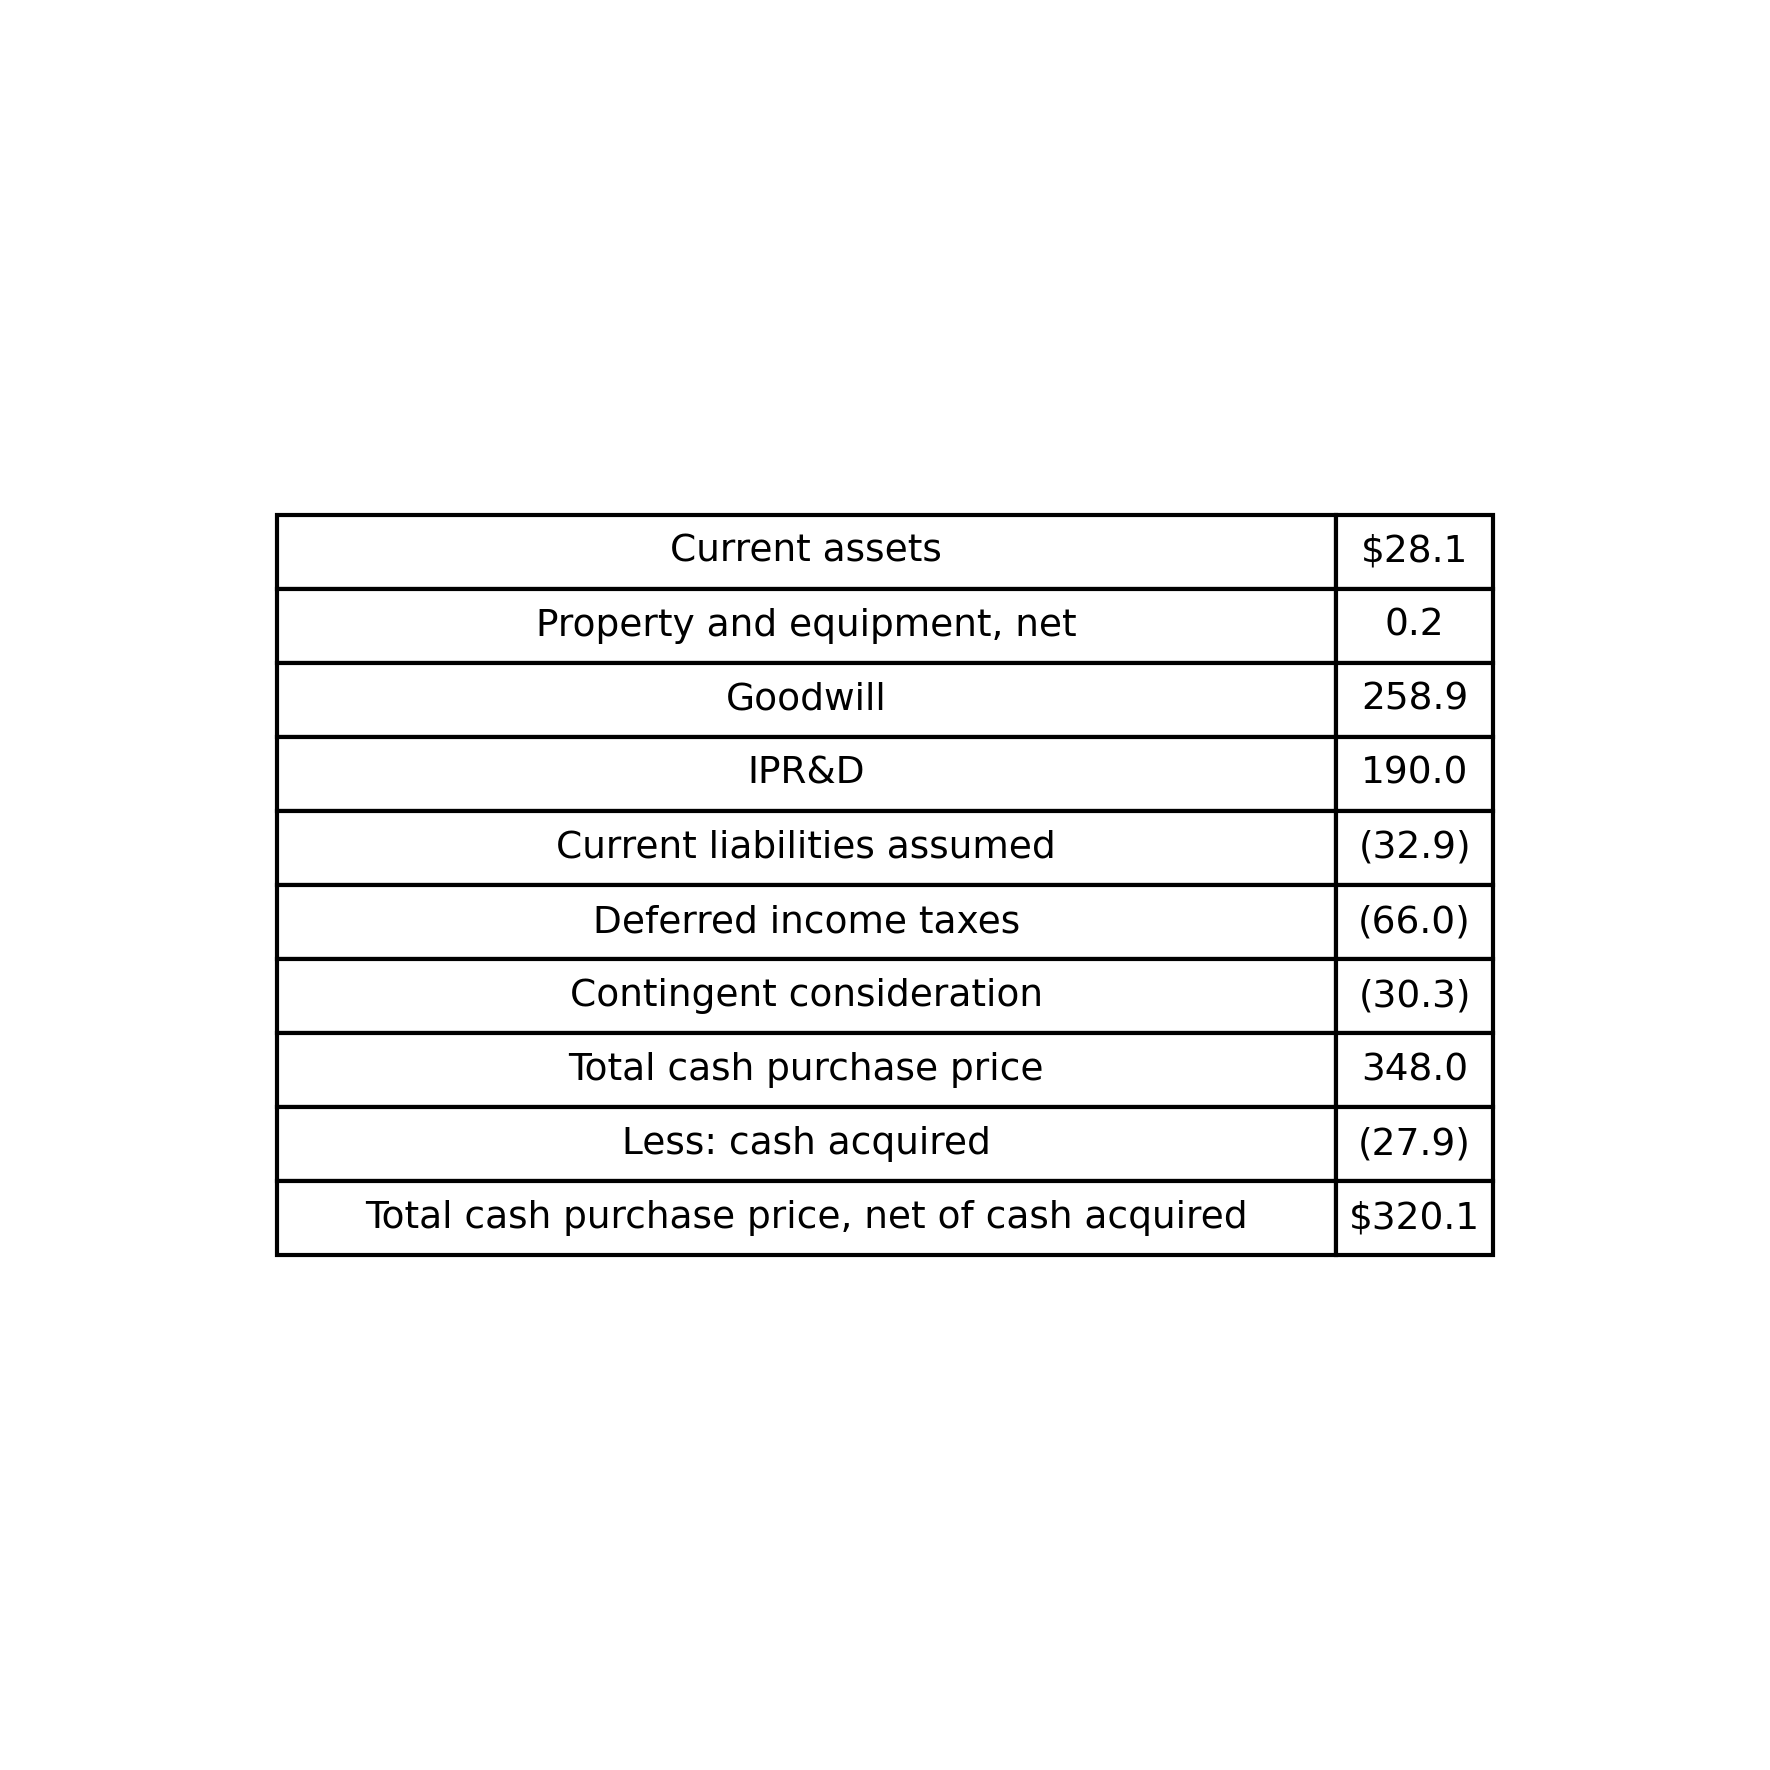 Current assets $28.1
Property and equipment, net 0.2
Goodwill 258.9
IPR&D 190.0
Current liabilities assumed (32.9)
Deferred income taxes (66.0)
Contingent consideration (30.3)
Total cash purchase price 348.0
Less: cash acquired (27.9)
Total cash purchase price, net of cash acquired $320.1